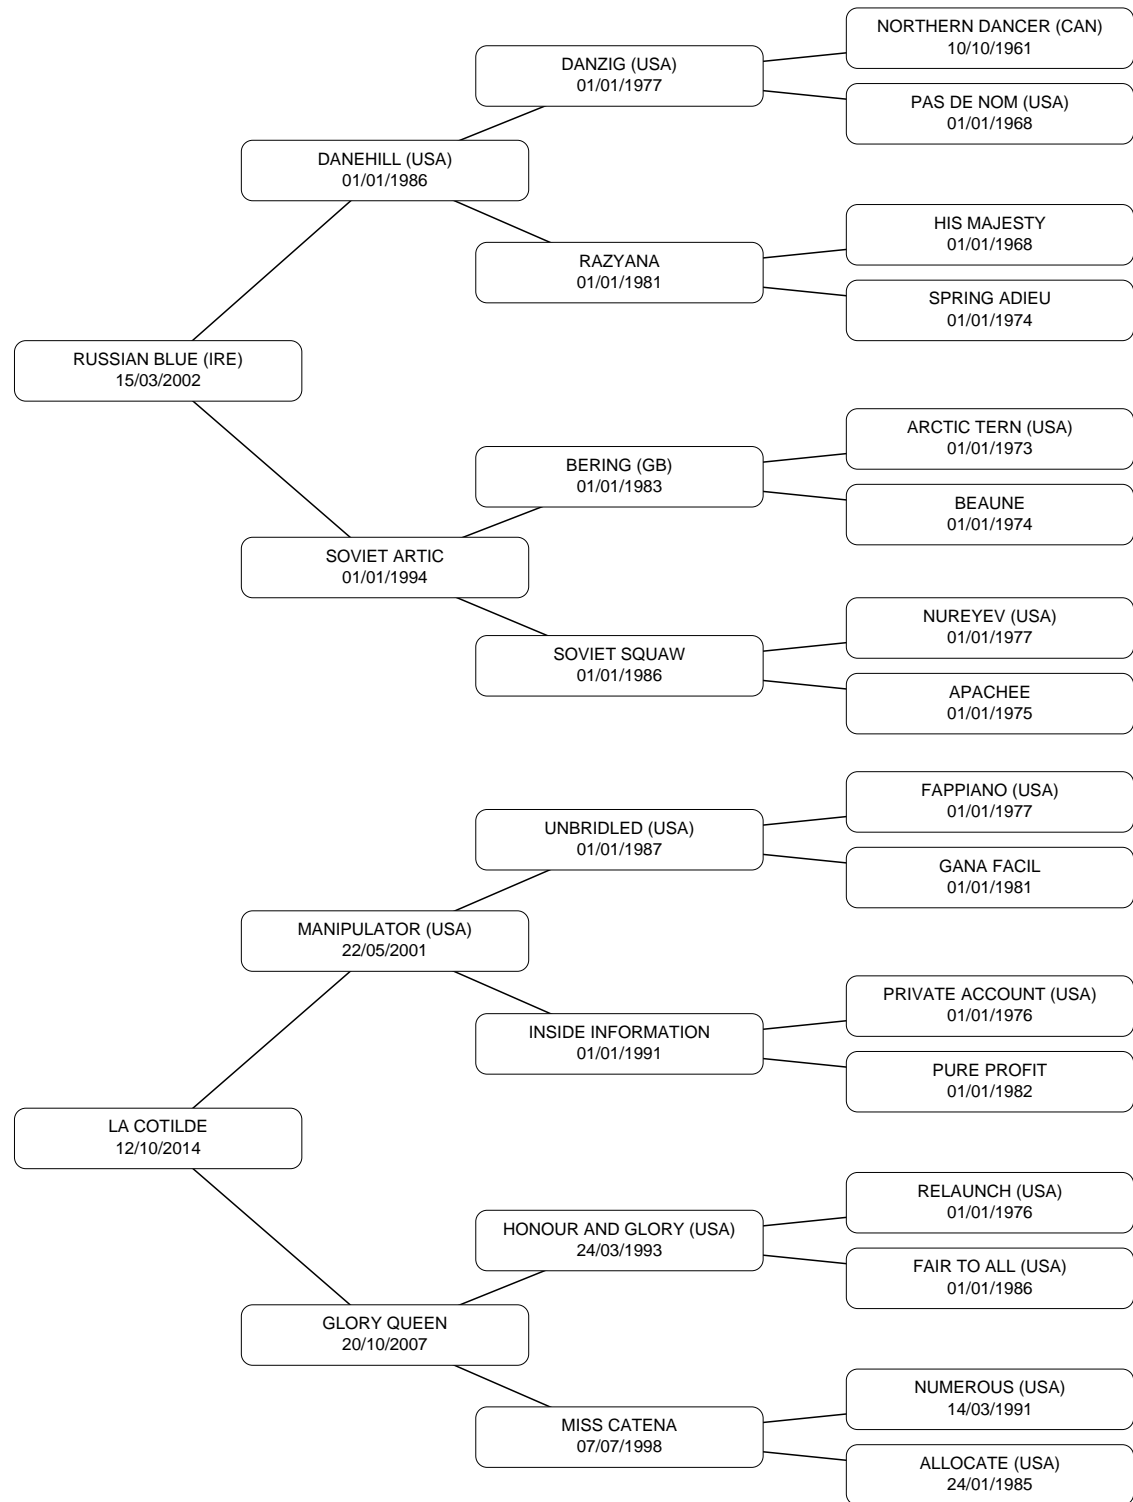 NORTHERN DANCER (CAN)
10/10/1961
DANZIG (USA)
01/01/1977
PAS DE NOM (USA)
01/01/1968
DANEHILL (USA)
01/01/1986
HIS MAJESTY
01/01/1968
RAZYANA
01/01/1981
SPRING ADIEU
01/01/1974
RUSSIAN BLUE (IRE)
15/03/2002
ARCTIC TERN (USA)
01/01/1973
BERING (GB)
01/01/1983
BEAUNE
01/01/1974
SOVIET ARTIC
01/01/1994
NUREYEV (USA)
01/01/1977
SOVIET SQUAW
01/01/1986
APACHEE
01/01/1975
FAPPIANO (USA)
01/01/1977
UNBRIDLED (USA)
01/01/1987
GANA FACIL
01/01/1981
MANIPULATOR (USA)
22/05/2001
PRIVATE ACCOUNT (USA)
01/01/1976
INSIDE INFORMATION
01/01/1991
PURE PROFIT
01/01/1982
LA COTILDE
12/10/2014
RELAUNCH (USA)
01/01/1976
HONOUR AND GLORY (USA)
24/03/1993
FAIR TO ALL (USA)
01/01/1986
GLORY QUEEN
20/10/2007
NUMEROUS (USA)
14/03/1991
MISS CATENA
07/07/1998
ALLOCATE (USA)
24/01/1985